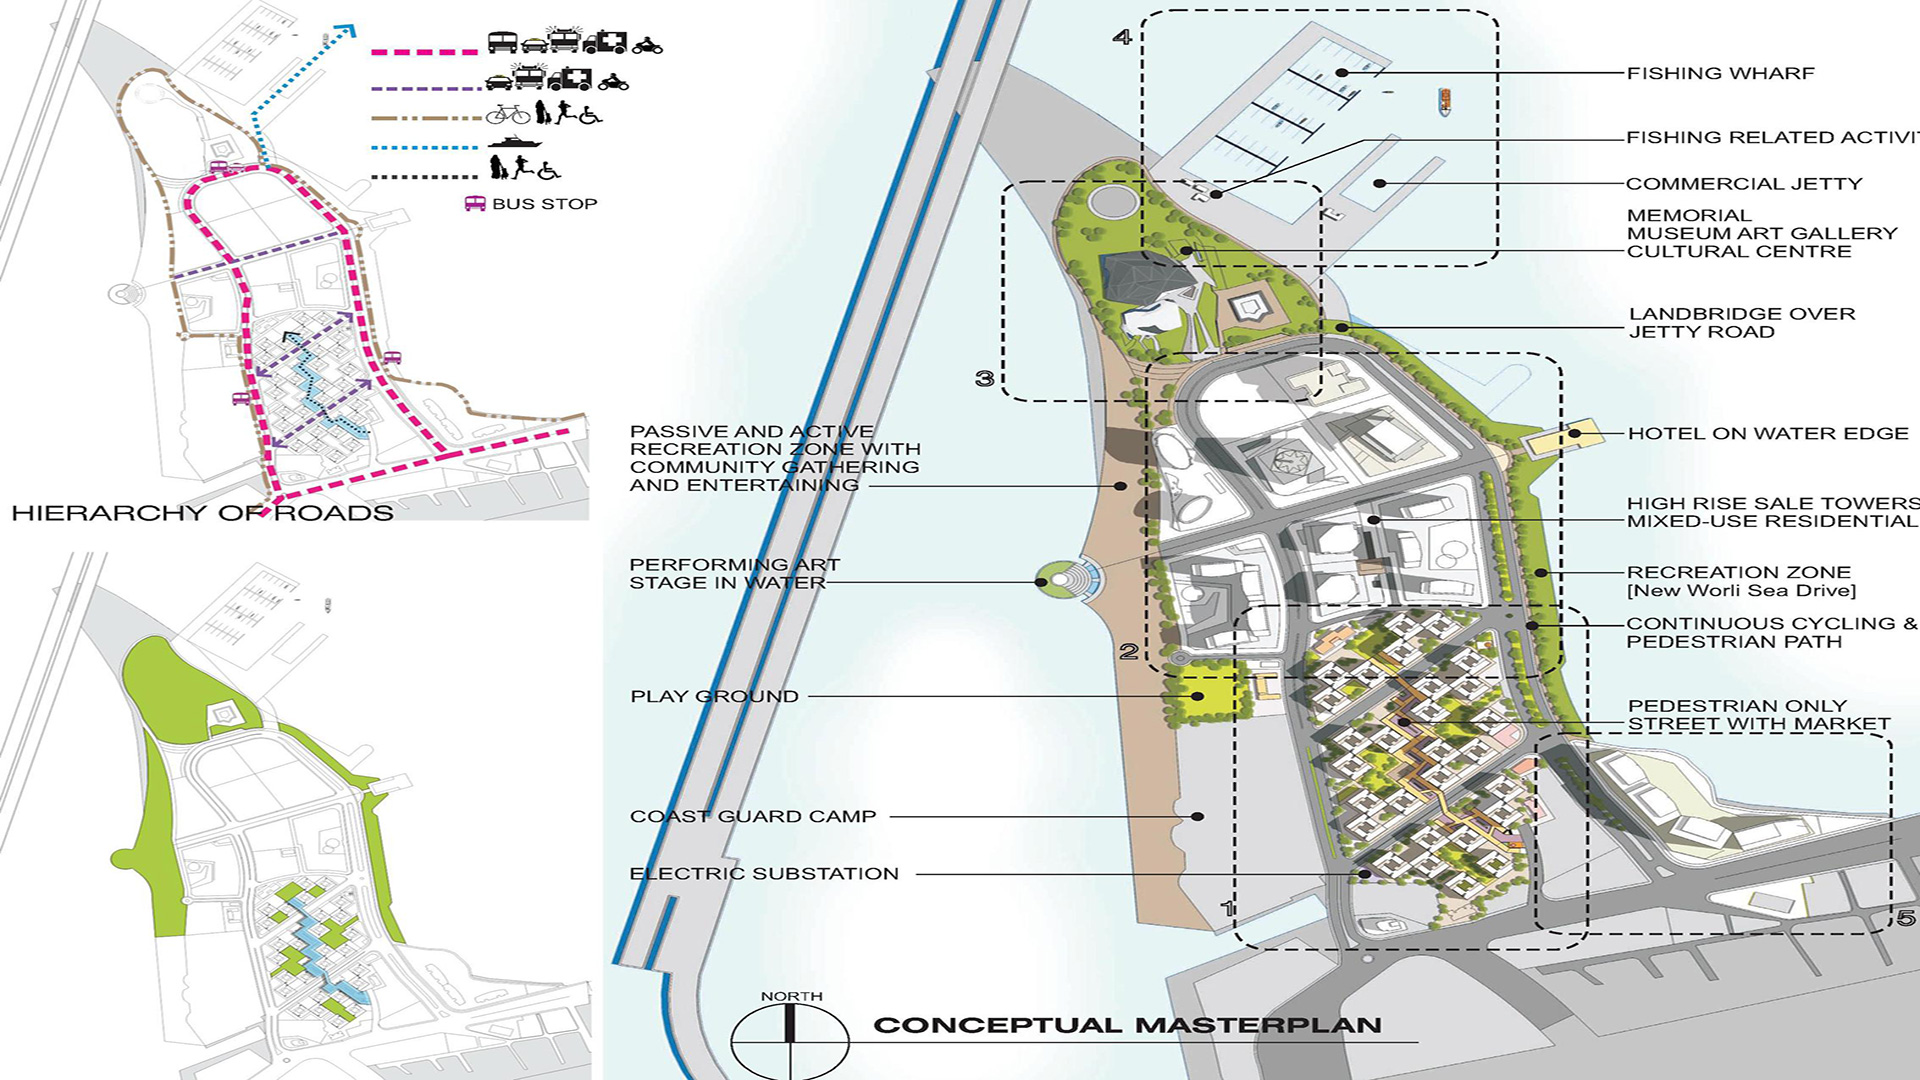 BUS STOP
HIERARCHY OF ROADS
4
FISHING WHARF
FISHING RELATED ACTIVI
COMMERCIAL JETTY
MEMORIAL
MUSEUM ART GALLERY
CULTURAL CENTRE
LANDBRIDGE OVER
JETTY ROAD
3
PASSIVE AND ACTIVE
RECREATION ZONE WITH
COMMUNITY GATHERING
AND ENTERTAINING
HOTEL ON WATER EDGE
HIGH RISE SALE TOWERS
MIXED-USE RESIDENTIAL
PERFORMING ART
STAGE IN WATER
RECREATION ZONE
[New Worli Sea Drive]
CONTINUOUS CYCLING &
PEDESTRIAN PATH
2
PLAY GROUND
PEDESTRIAN ONLY
STREET WITH MARKET
COAST GUARD CAMP
ELECTRIC SUBSTATION
1
5
NORTH
CONCEPTUAL MASTERPLAN